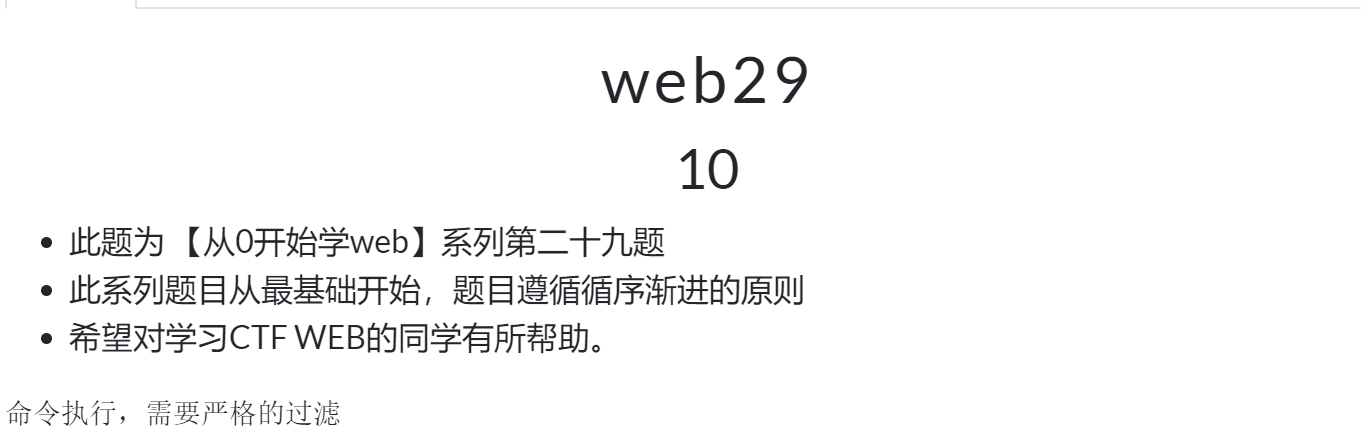 web29
10
此题为 【从0开始学web】系列第二十九题
此系列题目从最基础开始，题目遵循循序渐进的原则
希望对学习CTF WEB的同学有所帮助。
命令执行，需要严格的过滤